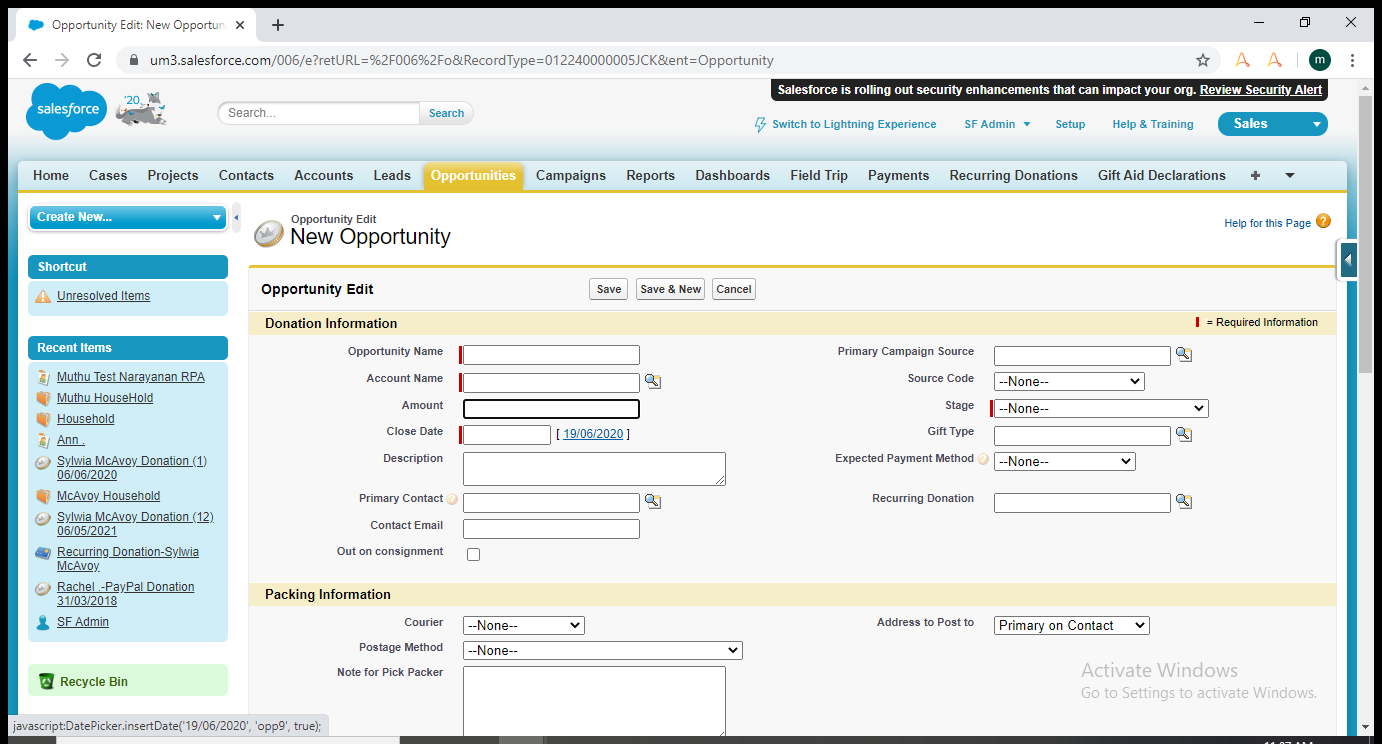 Opportunity Edit: New Opportun
um3.salesforce.com/006/e?retURL=%2F006%2Fo&RecordType=012240000005JCK&ent=Opportunity
m
Salesforce is rolling out security enhancements that can impact your org. Review Security Alert
salesforce
'20
Search...
Search
Switch to Lightning Experience
SF Admin
Setup
Help & Training
Sales
Home Cases Projects Contacts Accounts Leads Opportunities Campaigns Reports Dashboards Field Trip Payments Recurring Donations Gift Aid Declarations
Create New...
Shortcut
Unresolved Items
Recent Items
Muthu Test Narayanan RPA
Muthu HouseHold
Household
Ann .
Sylwia McAvoy Donation (1)
06/06/2020
McAvoy Household
Sylwia McAvoy Donation (12)
06/05/2021
Recurring Donation-Sylwia
McAvoy
Rachel .-PayPal Donation
31/03/2018
SF Admin
Recycle Bin
Opportunity Edit
New Opportunity
Help for this Page ?
Opportunity Edit
Save
Save & New
Cancel
Donation Information
= Required Information
Opportunity Name
Primary Campaign Source
Account Name
Source Code
--None--
Amount
Stage
--None--
Close Date
[ 19/06/2020 ]
Gift Type
Description
Expected Payment Method ?
--None--
Primary Contact ?
Recurring Donation
Contact Email
Out on consignment
Packing Information
Courier
--None--
Address to Post to
Primary on Contact
Postage Method
--None--
Note for Pick Packer
Activate Windows
Go to Settings to activate Windows.
javascript:DatePicker.insertDate('19/06/2020', 'opp9', true);